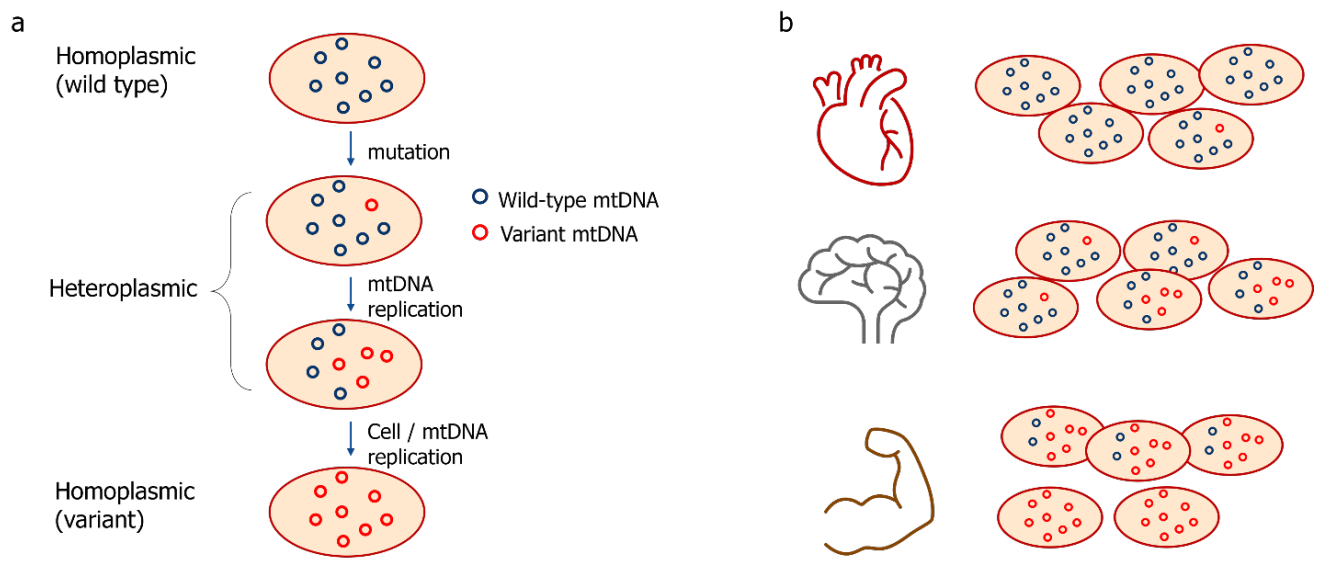 a
Homoplasmic
(wild type)
mutation
Wild-type mtDNA
Variant mtDNA
Heteroplasmic
mtDNA
replication
Cell / mtDNA
replication
Homoplasmic
(variant)
b